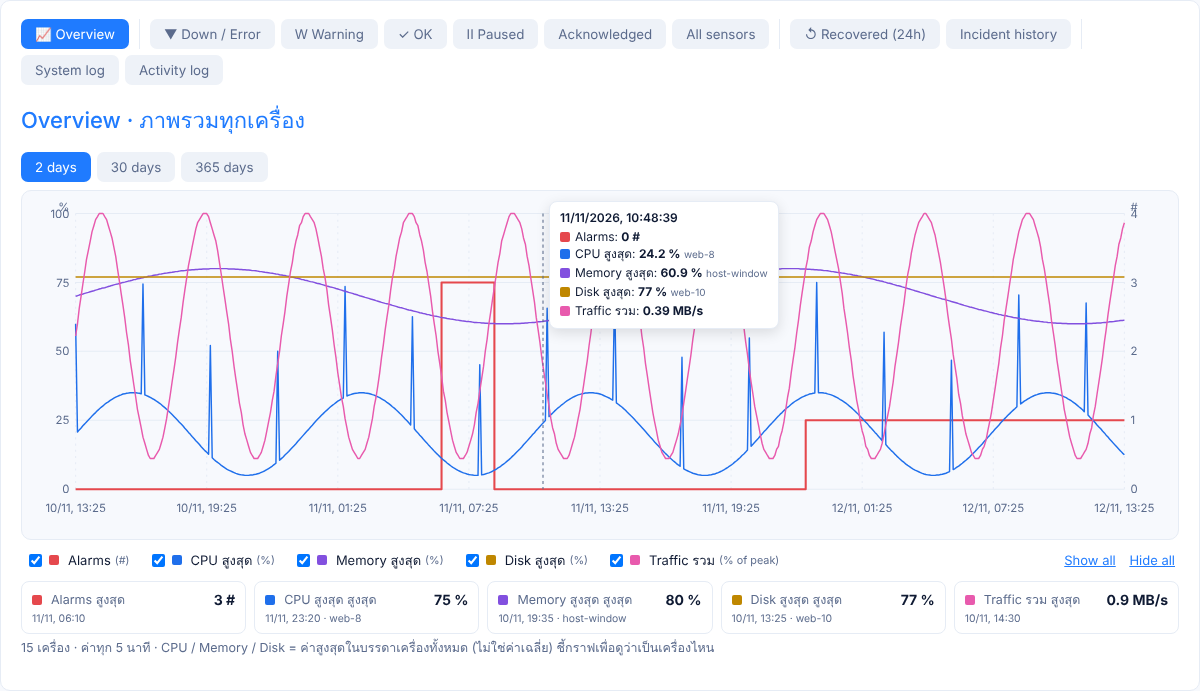 📈 Overview ▼ Down / Error W Warning ✓ OK II Paused Acknowledged All sensors ↺ Recovered (24h) Incident history
System log Activity log
Overview · ภาพรวมทุกเครื่อง
2 days 30 days 365 days
% #
100 4
75 3
50 2
25 1
0 0
11/11/2026, 10:48:39
Alarms: 0 #
CPU สูงสุด: 24.2 % web-8
Memory สูงสุด: 60.9 % host-window
Disk สูงสุด: 77 % web-10
Traffic รวม: 0.39 MB/s
10/11, 13:25 10/11, 19:25 11/11, 01:25 11/11, 07:25 11/11, 13:25 11/11, 19:25 12/11, 01:25 12/11, 07:25 12/11, 13:25
Alarms (#) CPU สูงสุด (%) Memory สูงสุด (%) Disk สูงสุด (%) Traffic รวม (% of peak) Show all Hide all
Alarms สูงสุด 3 # CPU สูงสุด สูงสุด 75 % Memory สูงสุด สูงสุด 80 % Disk สูงสุด สูงสุด 77 % Traffic รวม สูงสุด 0.9 MB/s
11/11, 06:10 11/11, 23:20 · web-8 10/11, 19:35 · host-window 10/11, 13:25 · web-10 10/11, 14:30
15 เครื่อง · ค่าทุก 5 นาที · CPU / Memory / Disk = ค่าสูงสุดในบรรดาเครื่องทั้งหมด (ไม่ใช่ค่าเฉลี่ย) ชี้กราฟเพื่อดูว่าเป็นเครื่องไหน